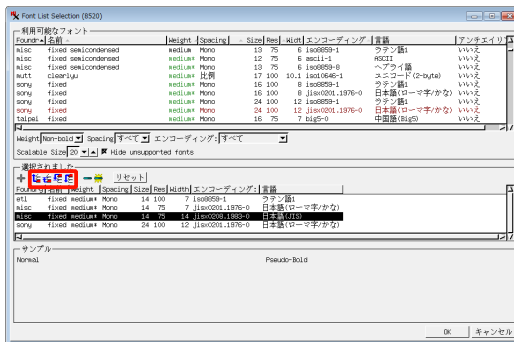 Font List Selection (8520)
利用可能なフォント
Foundr 名前 Weight Spacing Size Res Widt エンコーディング 言語 アンチエイリア
misc fixed semicondensed medium Mono 13 75 6 iso8859-1 ラテン語1 いいえ
misc fixed semicondensed medium Mono 12 75 6 ascii-1 ASCII いいえ
misc fixed semicondensed medium* Mono 13 75 6 iso8859-8 ヘブライ語 いいえ
mutt clearlyu medium* 比例 17 100 10.1 iso10646-1 ユニコード(2-byte) いいえ
sony fixed medium* Mono 16 100 8 iso8859-1 ラテン語1 いいえ
sony fixed medium* Mono 16 100 8 jisx0201.1976-0 日本語(ローマ字/かな) いいえ
sony fixed medium* Mono 24 100 12 iso8859-1 ラテン語1 いいえ
sony fixed medium* Mono 24 100 12 jisx0201.1976-0 日本語(ローマ字/かな) いいえ
taipei fixed medium* Mono 16 75 7 big5-0 中国語(Big5) いいえ
Weight Non-bold Spacing すべて エンコーディング: すべて
Scalable Size 20 Hide unsupported fonts
選択されました
リセット
Foundry 名前 Weight Spacing Size Res Width エンコーディング: 言語
eti fixed medium* Mono 14 100 7 iso8859-1 ラテン語1
misc fixed medium* Mono 14 75 7 jisx0201.1976-0 日本語(ローマ字/かな)
misc fixed medium* Mono 14 75 14 jisx0208.1983-0 日本語(JIS)
sony fixed medium* Mono 24 100 12 jisx0201.1976-0 日本語(ローマ字/かな)
サンプル
Normal Pseudo-Bold
OK キャンセル